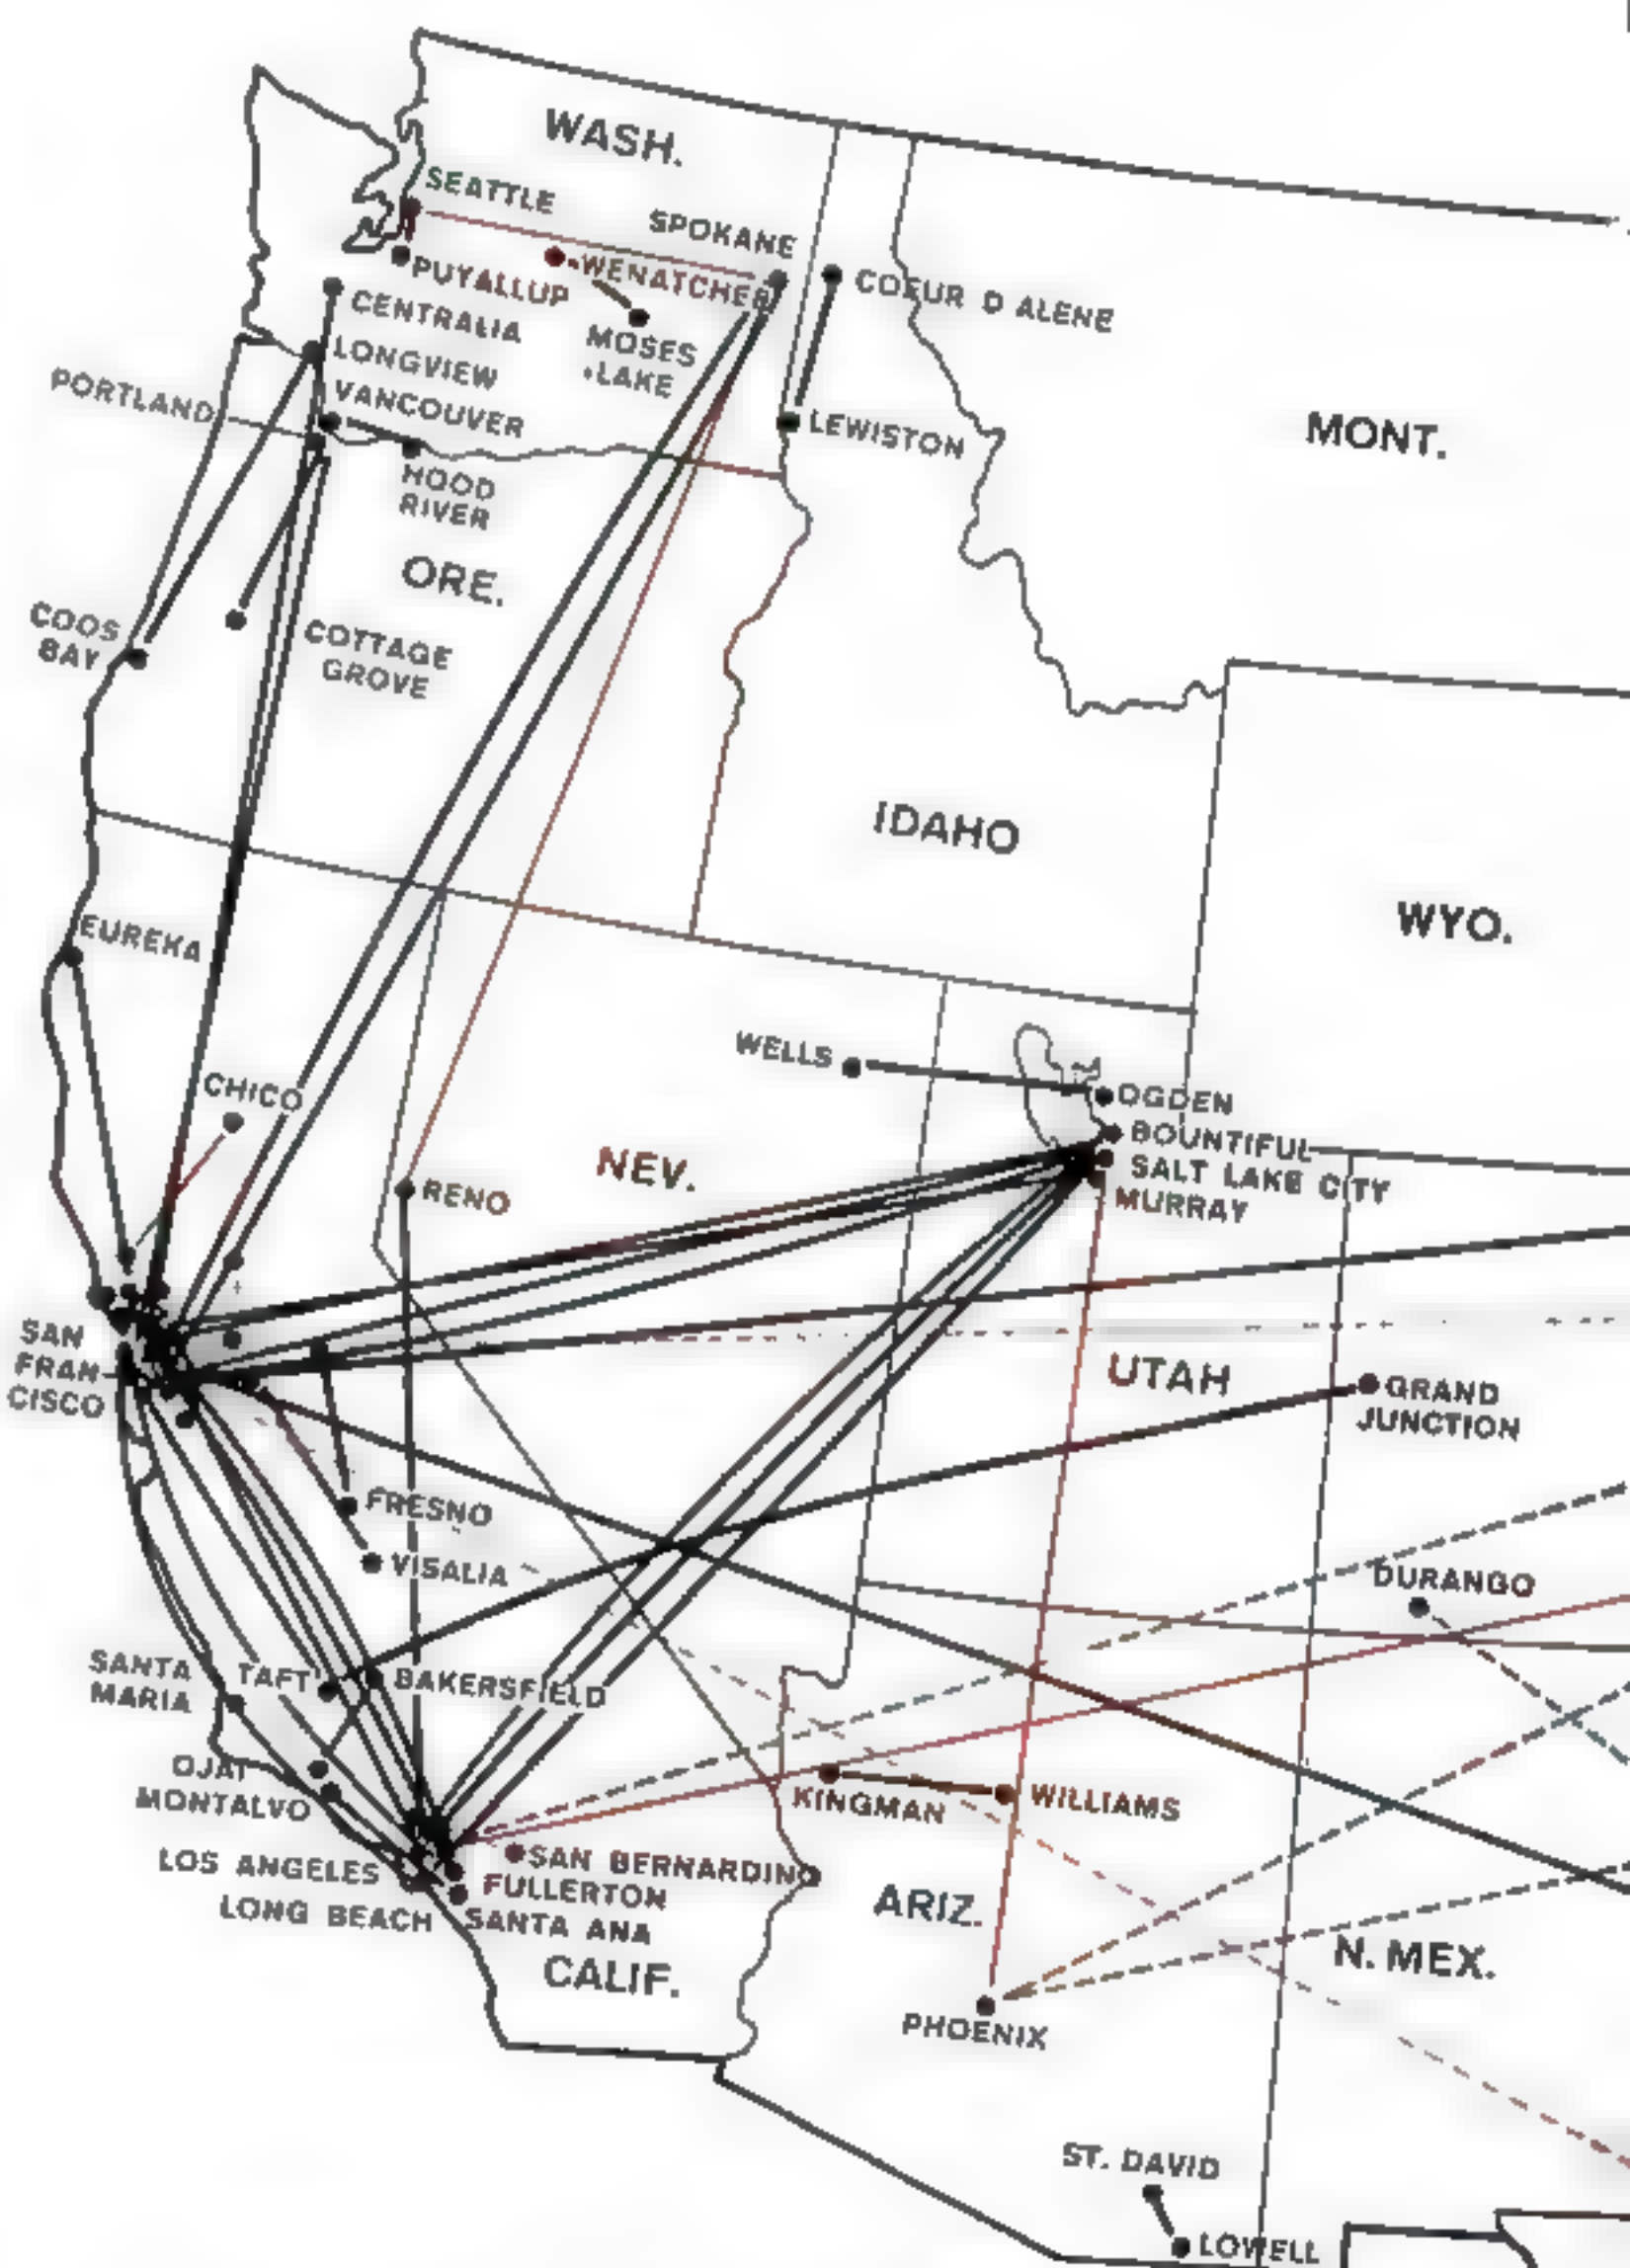 WASH.
SEATTLE
SPOKANE
WENATCHEE
PUYALLUP
COEUR D ALENE
CENTRALIA
MOSES
LAKE
LONGVIEW
VANCOUVER
PORTLAND
LEWISTON
MONT.
HOOD
RIVER
ORE.
COOS
BAY
COTTAGE
GROVE
IDAHO
WYO.
EUREKA
WELLS
CHICO
OGDEN
BOUNTIFUL
SALT LAKE CITY
MURRAY
NEV.
RENO
SAN
FRAN
CISCO
UTAH
GRAND
JUNCTION
FRESNO
VISALIA
DURANGO
SANTA
MARIA
TAFT
BAKERSFIELD
OJAI
MONTALVO
KINGMAN
WILLIAMS
LOS ANGELES
SAN BERNARDINO
FULLERTON
LONG BEACH
SANTA ANA
ARIZ.
CALIF.
N. MEX.
PHOENIX
ST. DAVID
LOWELL